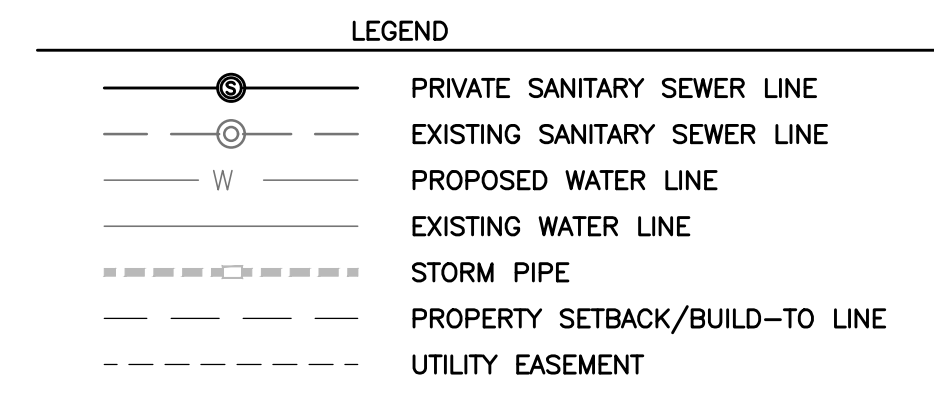 LEGEND
S PRIVATE SANITARY SEWER LINE
EXISTING SANITARY SEWER LINE
W PROPOSED WATER LINE
EXISTING WATER LINE
STORM PIPE
PROPERTY SETBACK/BUILD-TO LINE
UTILITY EASEMENT